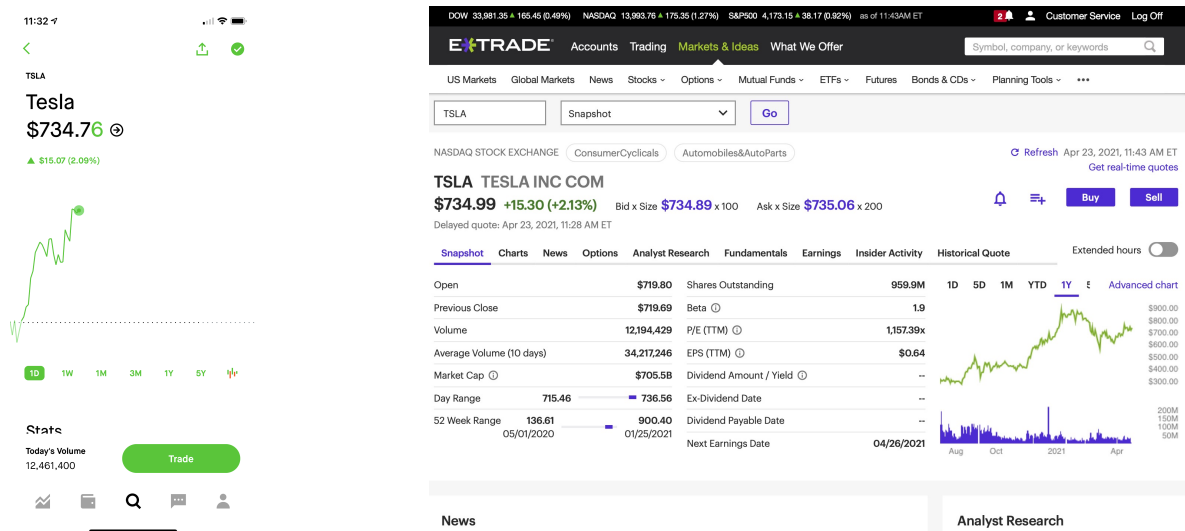 11:32
TSLA
Tesla
$734.76
▲ $15.07 (2.09%)
1D 1W 1M 3M 1Y 5Y
Stats
Today's Volume
12,461,400
Trade
DOW 33,981.35 ▲ 165.45 (0.49%) NASDAQ 13,993.76 ▲ 175.35 (1.27%) S&P500 4,173.15 ▲ 38.17 (0.92%) as of 11:43AM ET 2 Customer Service Log Off
E*TRADE Accounts Trading Markets & Ideas What We Offer Symbol, company, or keywords
US Markets Global Markets News Stocks Options Mutual Funds ETFs Futures Bonds & CDs Planning Tools •••
TSLA Snapshot Go
NASDAQ STOCK EXCHANGE ConsumerCyclicals Automobiles&AutoParts Refresh Apr 23, 2021, 11:43 AM ET
Get real-time quotes
TSLA TESLA INC COM
$734.99 +15.30 (+2.13%) Bid x Size $734.89 x 100 Ask x Size $735.06 x 200 Buy Sell
Delayed quote: Apr 23, 2021, 11:28 AM ET
Snapshot Charts News Options Analyst Research Fundamentals Earnings Insider Activity Historical Quote Extended hours
Open $719.80
Previous Close $719.69
Volume 12,194,429
Average Volume (10 days) 34,217,246
Market Cap $705.5B
Day Range 715.46 736.56
52 Week Range 136.61 900.40
05/01/2020 01/25/2021
Shares Outstanding 959.9M
Beta 1.9
P/E (TTM) 1,157.39x
EPS (TTM) $0.64
Dividend Amount / Yield --
Ex-Dividend Date --
Dividend Payable Date --
Next Earnings Date 04/26/2021
1D 5D 1M YTD 1Y Advanced chart
$900.00
$800.00
$700.00
$600.00
$500.00
$400.00
$300.00
200M
150M
100M
50M
Aug Oct 2021 Apr
News
Analyst Research